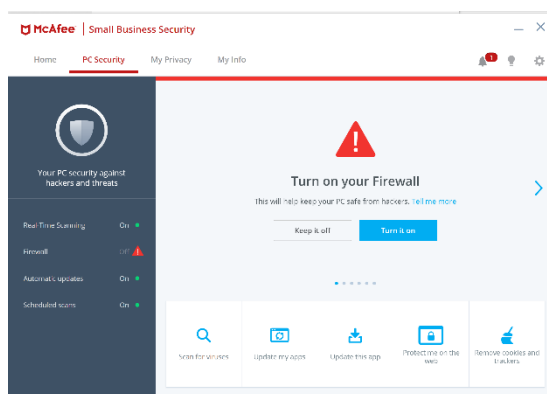 McAfee | Small Business Security
Home PC Security My Privacy My Info
1
Your PC security against
hackers and threats
Real-Time Scanning On
Firewall Off
Automatic updates On
Scheduled scans On
Turn on your Firewall
This will help keep your PC safe from hackers. Tell me more
Keep it off Turn it on
Scan for viruses
Update my apps
Update this app
Protect me on the
web
Remove cookies and
trackers